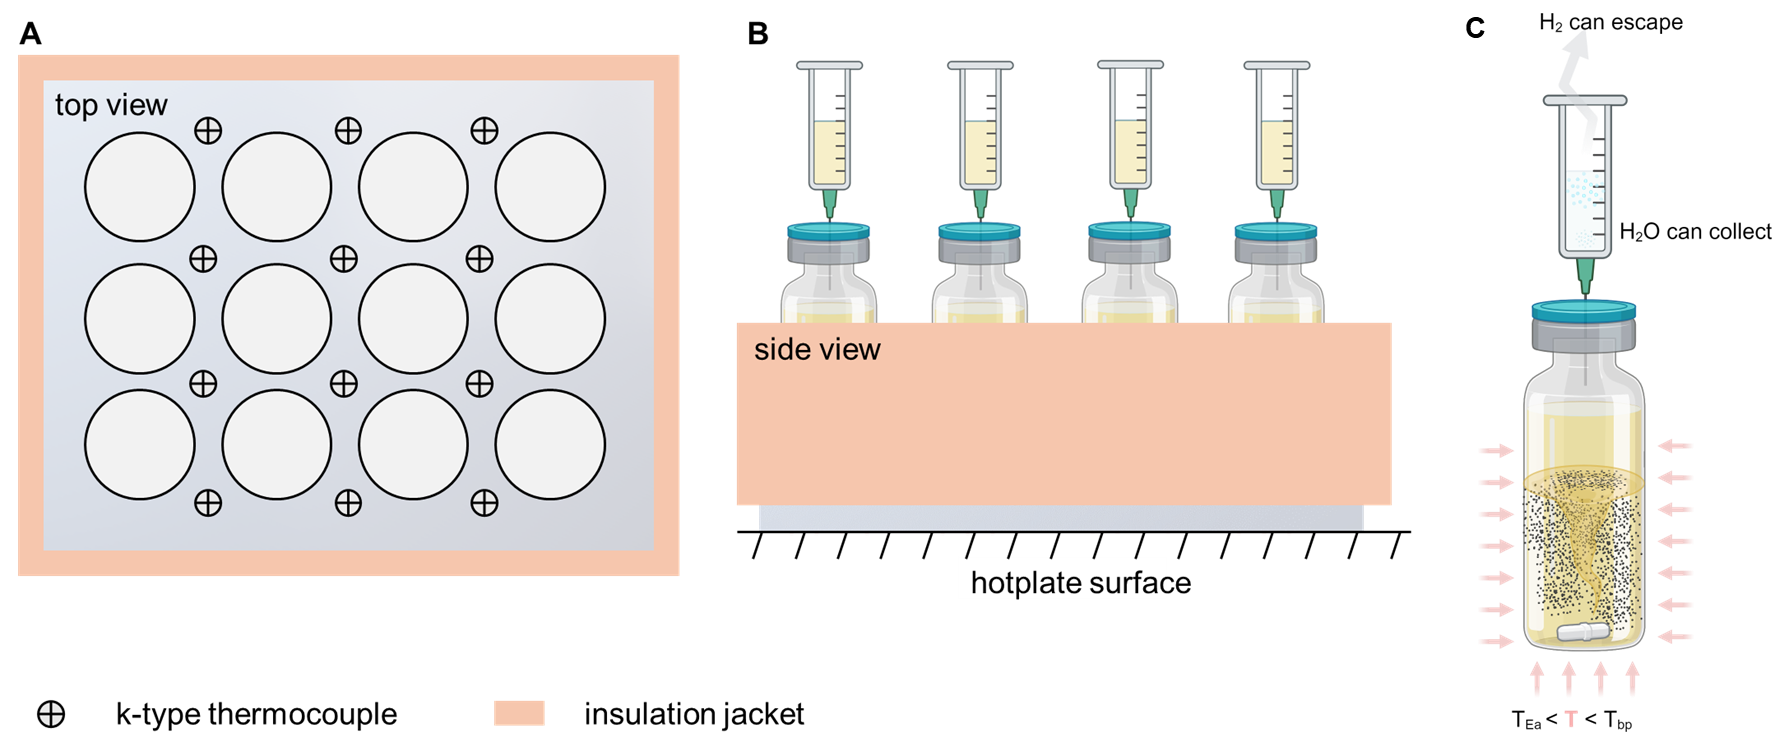 A
top view
B
side view
hotplate surface
C
H₂ can escape
H₂O can collect
T_Ea < T < T_bp
k-type thermocouple
insulation jacket